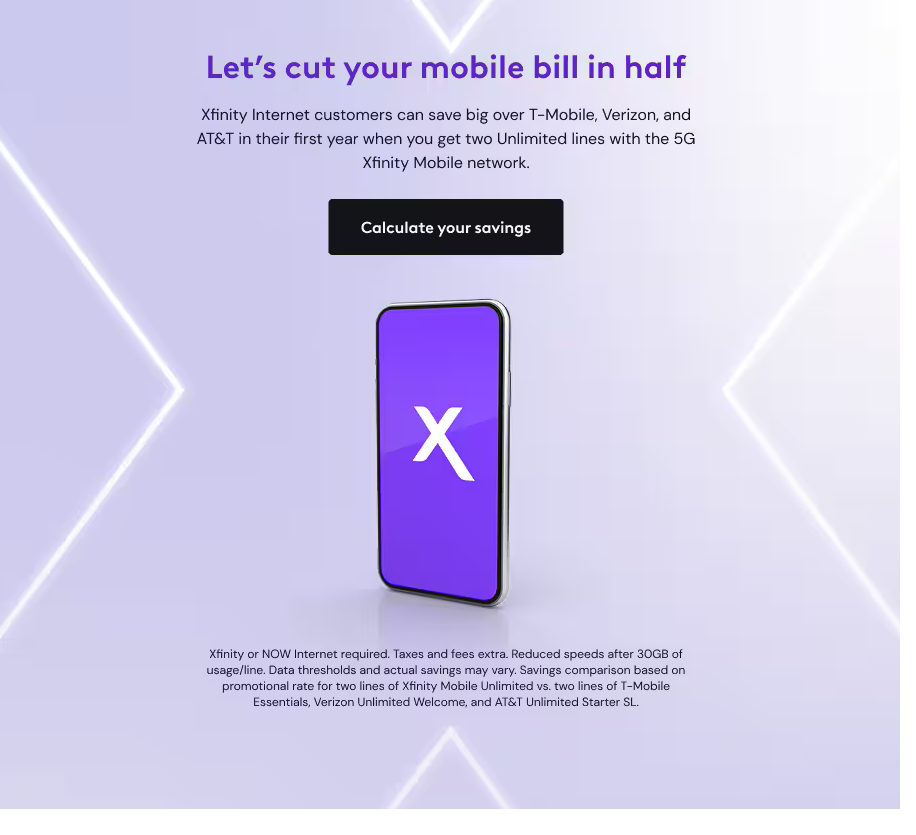 Let’s cut your mobile bill in half
Xfinity Internet customers can save big over T-Mobile, Verizon, and
AT&T in their first year when you get two Unlimited lines with the 5G
Xfinity Mobile network.
Calculate your savings
X
Xfinity or NOW Internet required. Taxes and fees extra. Reduced speeds after 30GB of
usage/line. Data thresholds and actual savings may vary. Savings comparison based on
promotional rate for two lines of Xfinity Mobile Unlimited vs. two lines of T-Mobile
Essentials, Verizon Unlimited Welcome, and AT&T Unlimited Starter SL.